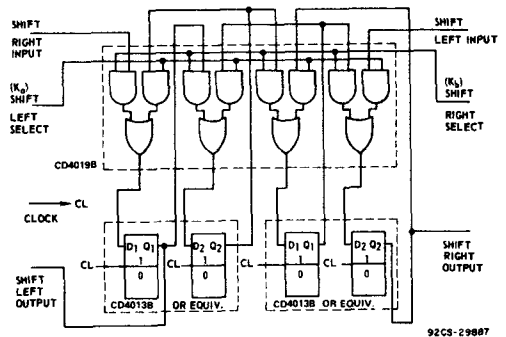 SHIFT
RIGHT
INPUT
SHIFT
LEFT INPUT
(Ka)
SHIFT
LEFT
SELECT
(Kb)
SHIFT
RIGHT
SELECT
CD4019B
CL
CLOCK
D1 Q1
1
0
D2 Q2
1
0
D1 Q1
1
0
D2 Q2
1
0
CL
CL
CL
CL
SHIFT
LEFT
OUTPUT
SHIFT
RIGHT
OUTPUT
CD4013B OR EQUIV.
CD4013B OR EQUIV.
92CS-29887